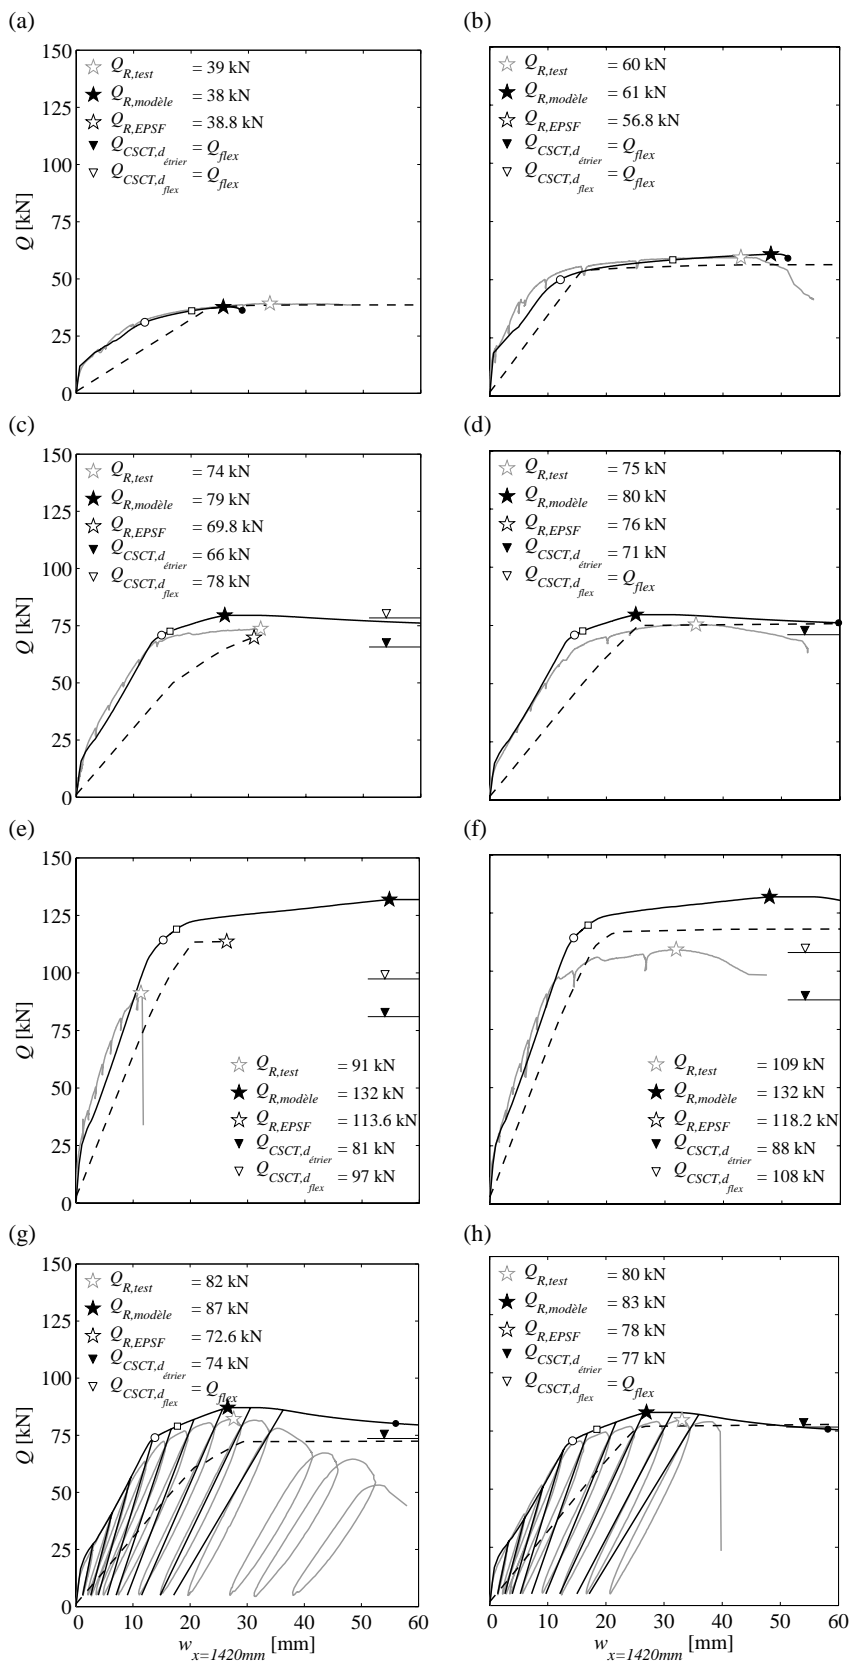 (a)
150
125
100
75
50
25
0
Q [kN]
Q_R,test = 39 kN
Q_R,modèle = 38 kN
Q_R,EPSF = 38.8 kN
Q_CSCT,d_étrier = Q_flex
Q_CSCT,d_flex = Q_flex
(b)
Q_R,test = 60 kN
Q_R,modèle = 61 kN
Q_R,EPSF = 56.8 kN
Q_CSCT,d_étrier = Q_flex
Q_CSCT,d_flex = Q_flex
(c)
150
125
100
75
50
25
0
Q [kN]
Q_R,test = 74 kN
Q_R,modèle = 79 kN
Q_R,EPSF = 69.8 kN
Q_CSCT,d_étrier = 66 kN
Q_CSCT,d_flex = 78 kN
(d)
Q_R,test = 75 kN
Q_R,modèle = 80 kN
Q_R,EPSF = 76 kN
Q_CSCT,d_étrier = 71 kN
Q_CSCT,d_flex = Q_flex
(e)
150
125
100
75
50
25
0
Q [kN]
Q_R,test = 91 kN
Q_R,modèle = 132 kN
Q_R,EPSF = 113.6 kN
Q_CSCT,d_étrier = 81 kN
Q_CSCT,d_flex = 97 kN
(f)
Q_R,test = 109 kN
Q_R,modèle = 132 kN
Q_R,EPSF = 118.2 kN
Q_CSCT,d_étrier = 88 kN
Q_CSCT,d_flex = 108 kN
(g)
150
125
100
75
50
25
0
Q [kN]
Q_R,test = 82 kN
Q_R,modèle = 87 kN
Q_R,EPSF = 72.6 kN
Q_CSCT,d_étrier = 74 kN
Q_CSCT,d_flex = Q_flex
0 10 20 30 40 50 60
w_x=1420mm [mm]
(h)
Q_R,test = 80 kN
Q_R,modèle = 83 kN
Q_R,EPSF = 78 kN
Q_CSCT,d_étrier = 77 kN
Q_CSCT,d_flex = Q_flex
0 10 20 30 40 50 60
w_x=1420mm [mm]